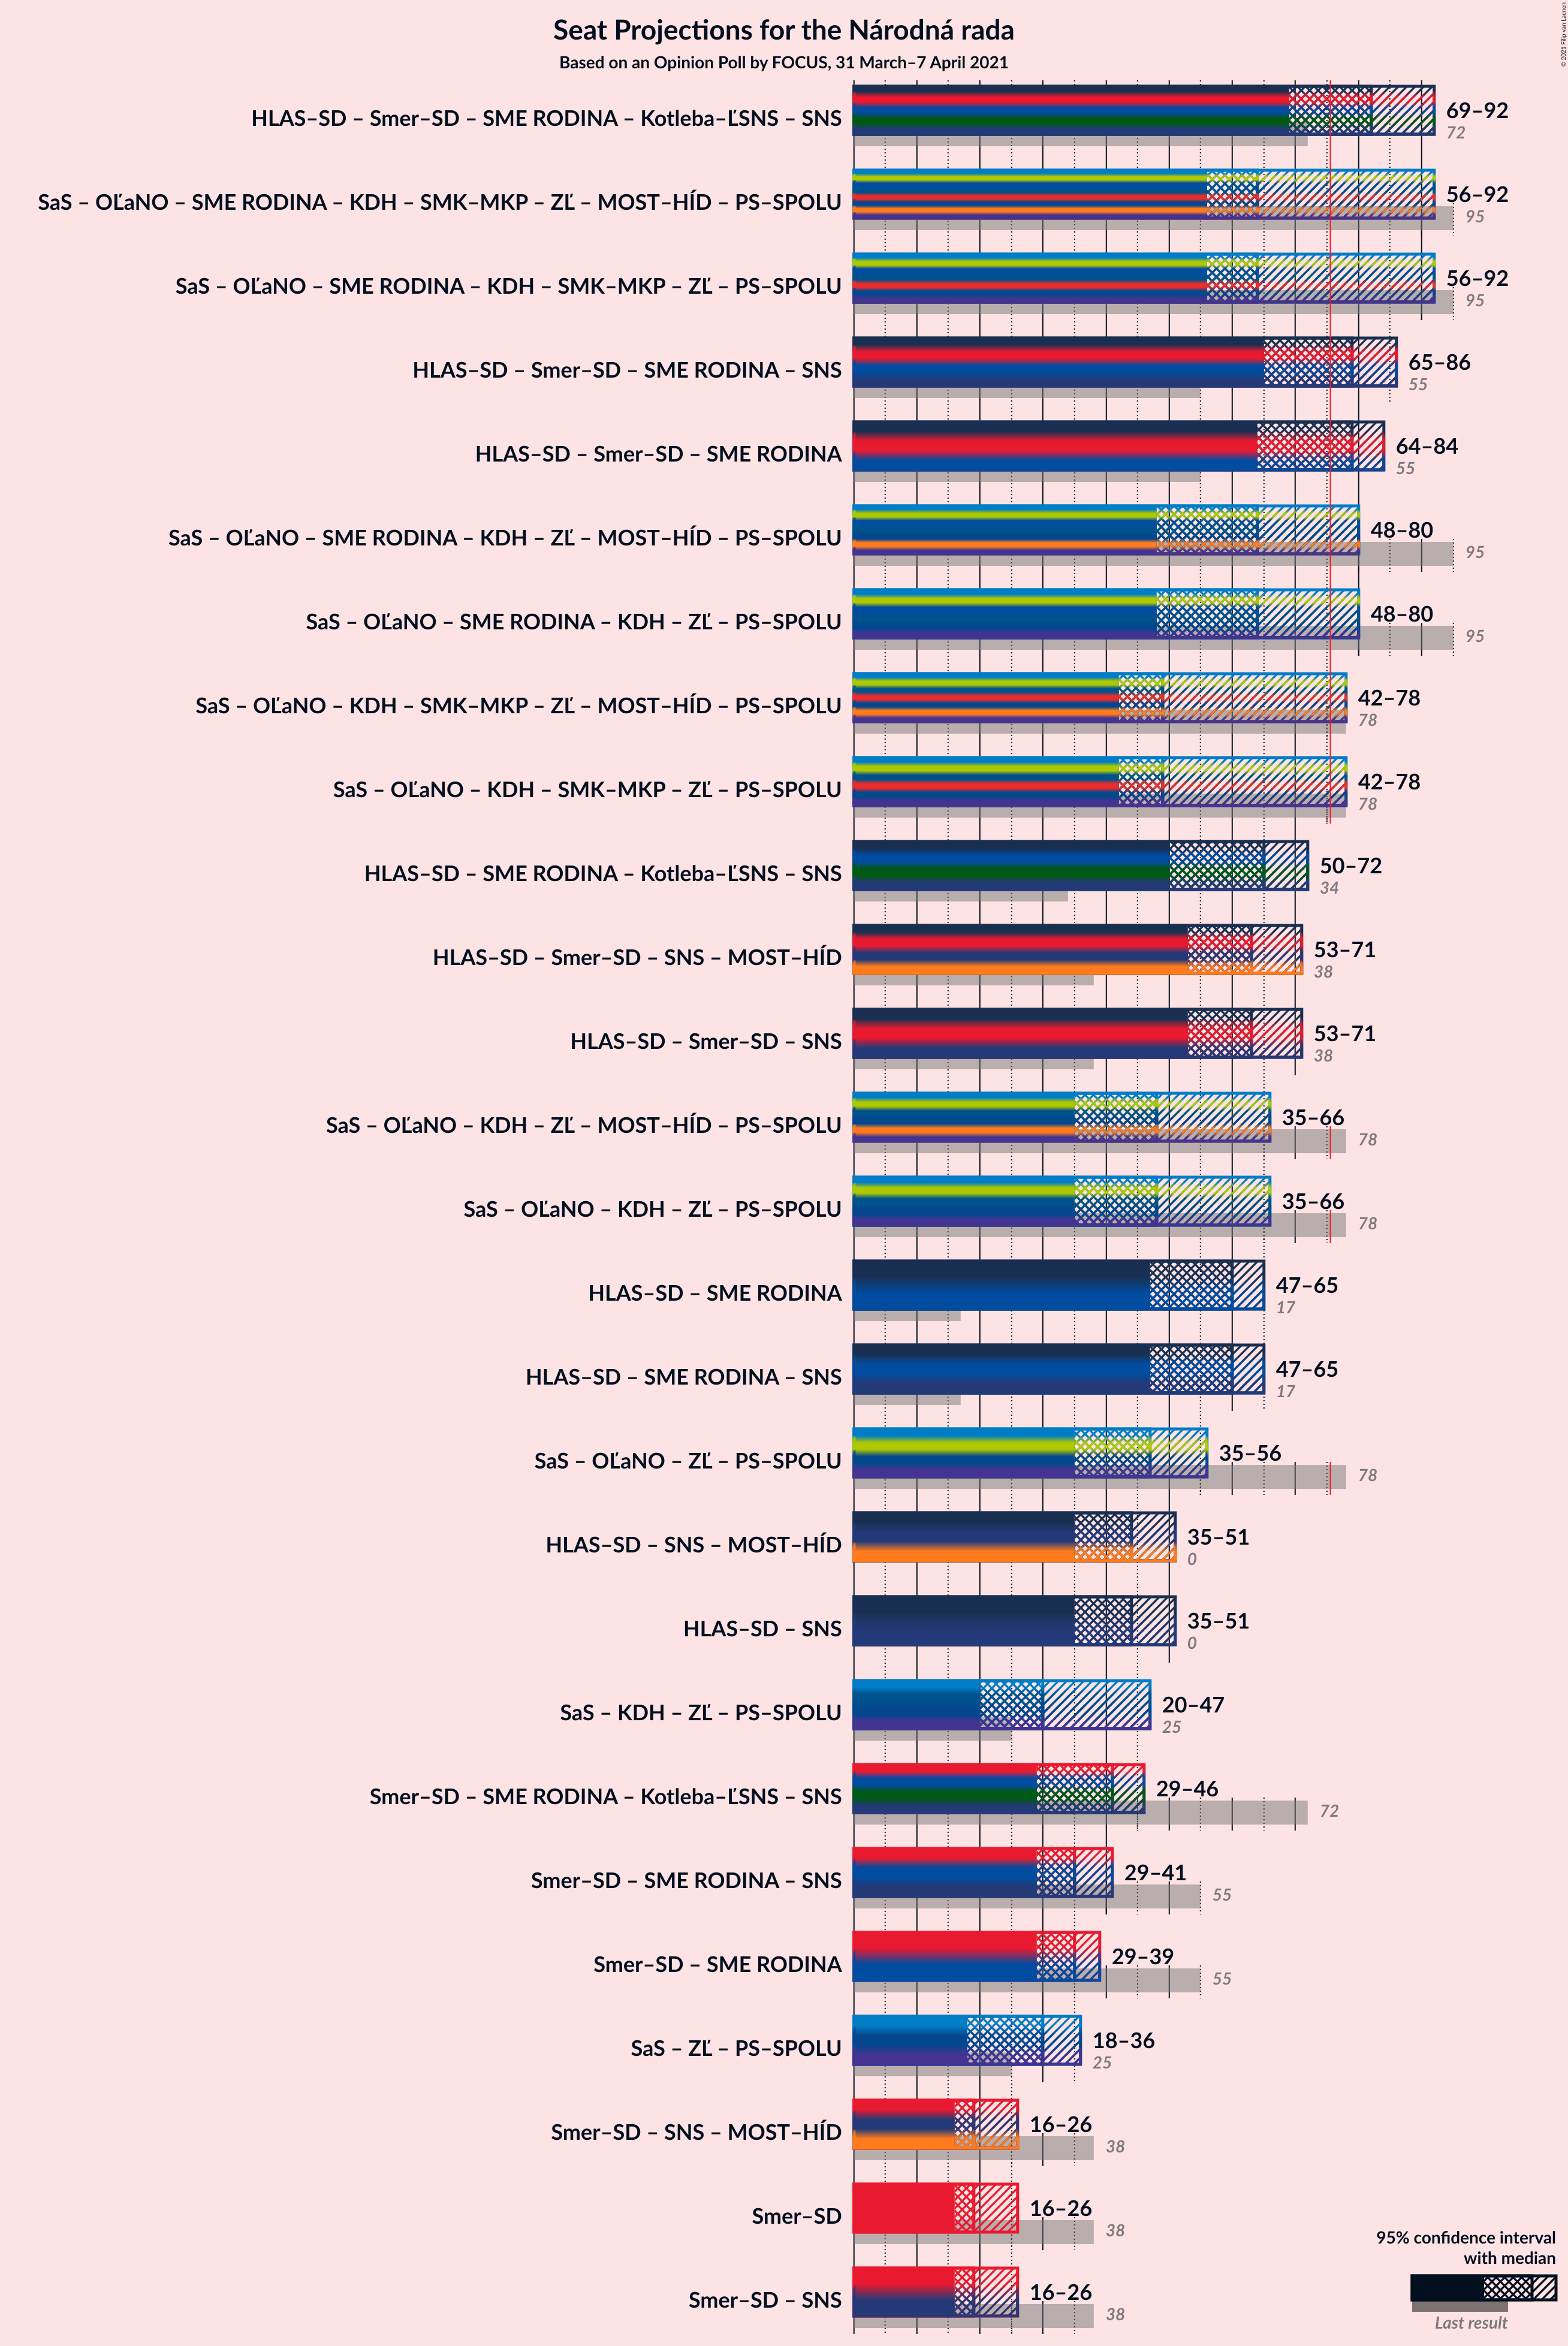 © 2021 Filip van Laenen
Seat Projections for the Národná rada
Based on an Opinion Poll by FOCUS, 31 March–7 April 2021
HLAS–SD – Smer–SD – SME RODINA – Kotleba–ĽSNS – SNS
69–92
72
SaS – OĽaNO – SME RODINA – KDH – SMK–MKP – ZĽ – MOST–HÍD – PS–SPOLU
56–92
95
SaS – OĽaNO – SME RODINA – KDH – SMK–MKP – ZĽ – PS–SPOLU
56–92
95
HLAS–SD – Smer–SD – SME RODINA – SNS
65–86
55
HLAS–SD – Smer–SD – SME RODINA
64–84
55
SaS – OĽaNO – SME RODINA – KDH – ZĽ – MOST–HÍD – PS–SPOLU
48–80
95
SaS – OĽaNO – SME RODINA – KDH – ZĽ – PS–SPOLU
48–80
95
SaS – OĽaNO – KDH – SMK–MKP – ZĽ – MOST–HÍD – PS–SPOLU
42–78
78
SaS – OĽaNO – KDH – SMK–MKP – ZĽ – PS–SPOLU
42–78
78
HLAS–SD – SME RODINA – Kotleba–ĽSNS – SNS
50–72
34
HLAS–SD – Smer–SD – SNS – MOST–HÍD
53–71
38
HLAS–SD – Smer–SD – SNS
53–71
38
SaS – OĽaNO – KDH – ZĽ – MOST–HÍD – PS–SPOLU
35–66
78
SaS – OĽaNO – KDH – ZĽ – PS–SPOLU
35–66
78
HLAS–SD – SME RODINA
47–65
17
HLAS–SD – SME RODINA – SNS
47–65
17
SaS – OĽaNO – ZĽ – PS–SPOLU
35–56
78
HLAS–SD – SNS – MOST–HÍD
35–51
0
HLAS–SD – SNS
35–51
0
SaS – KDH – ZĽ – PS–SPOLU
20–47
25
Smer–SD – SME RODINA – Kotleba–ĽSNS – SNS
29–46
72
Smer–SD – SME RODINA – SNS
29–41
55
Smer–SD – SME RODINA
29–39
55
SaS – ZĽ – PS–SPOLU
18–36
25
Smer–SD – SNS – MOST–HÍD
16–26
38
Smer–SD
16–26
38
Smer–SD – SNS
16–26
38
95% confidence interval
with median
Last result